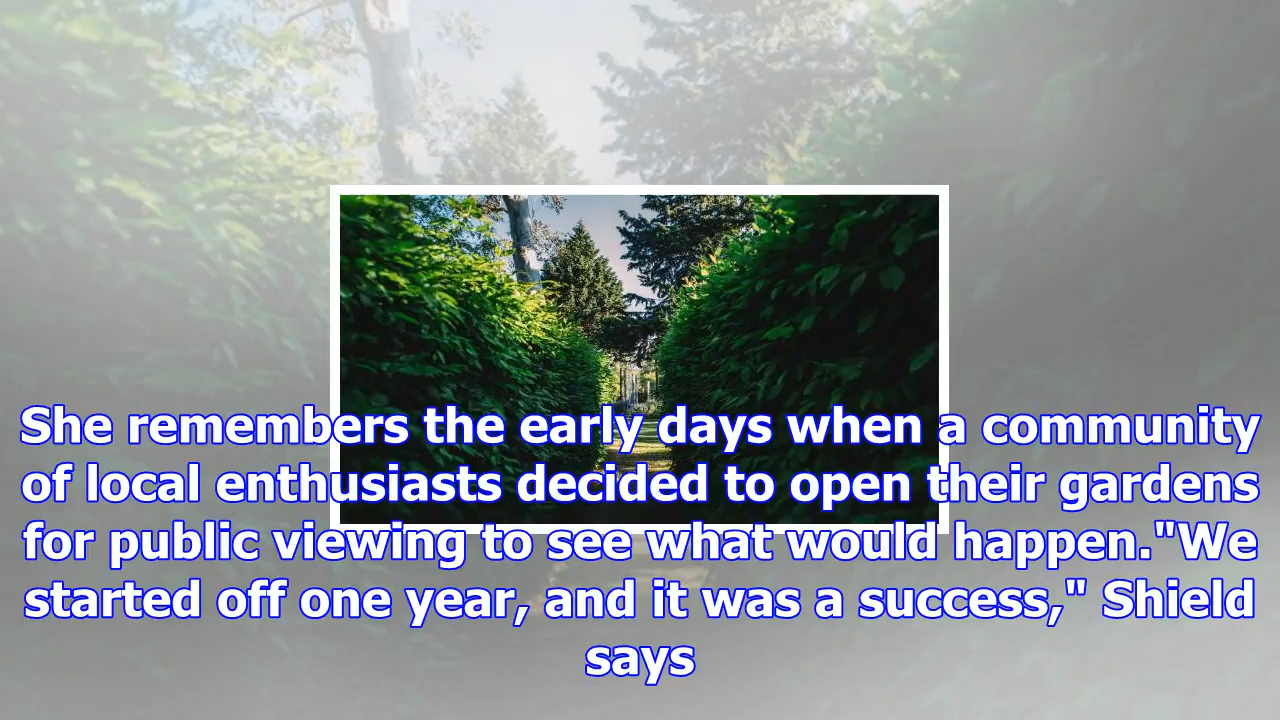 She remembers the early days when a community
of local enthusiasts decided to open their gardens
for public viewing to see what would happen."We
started off one year, and it was a success," Shield
says